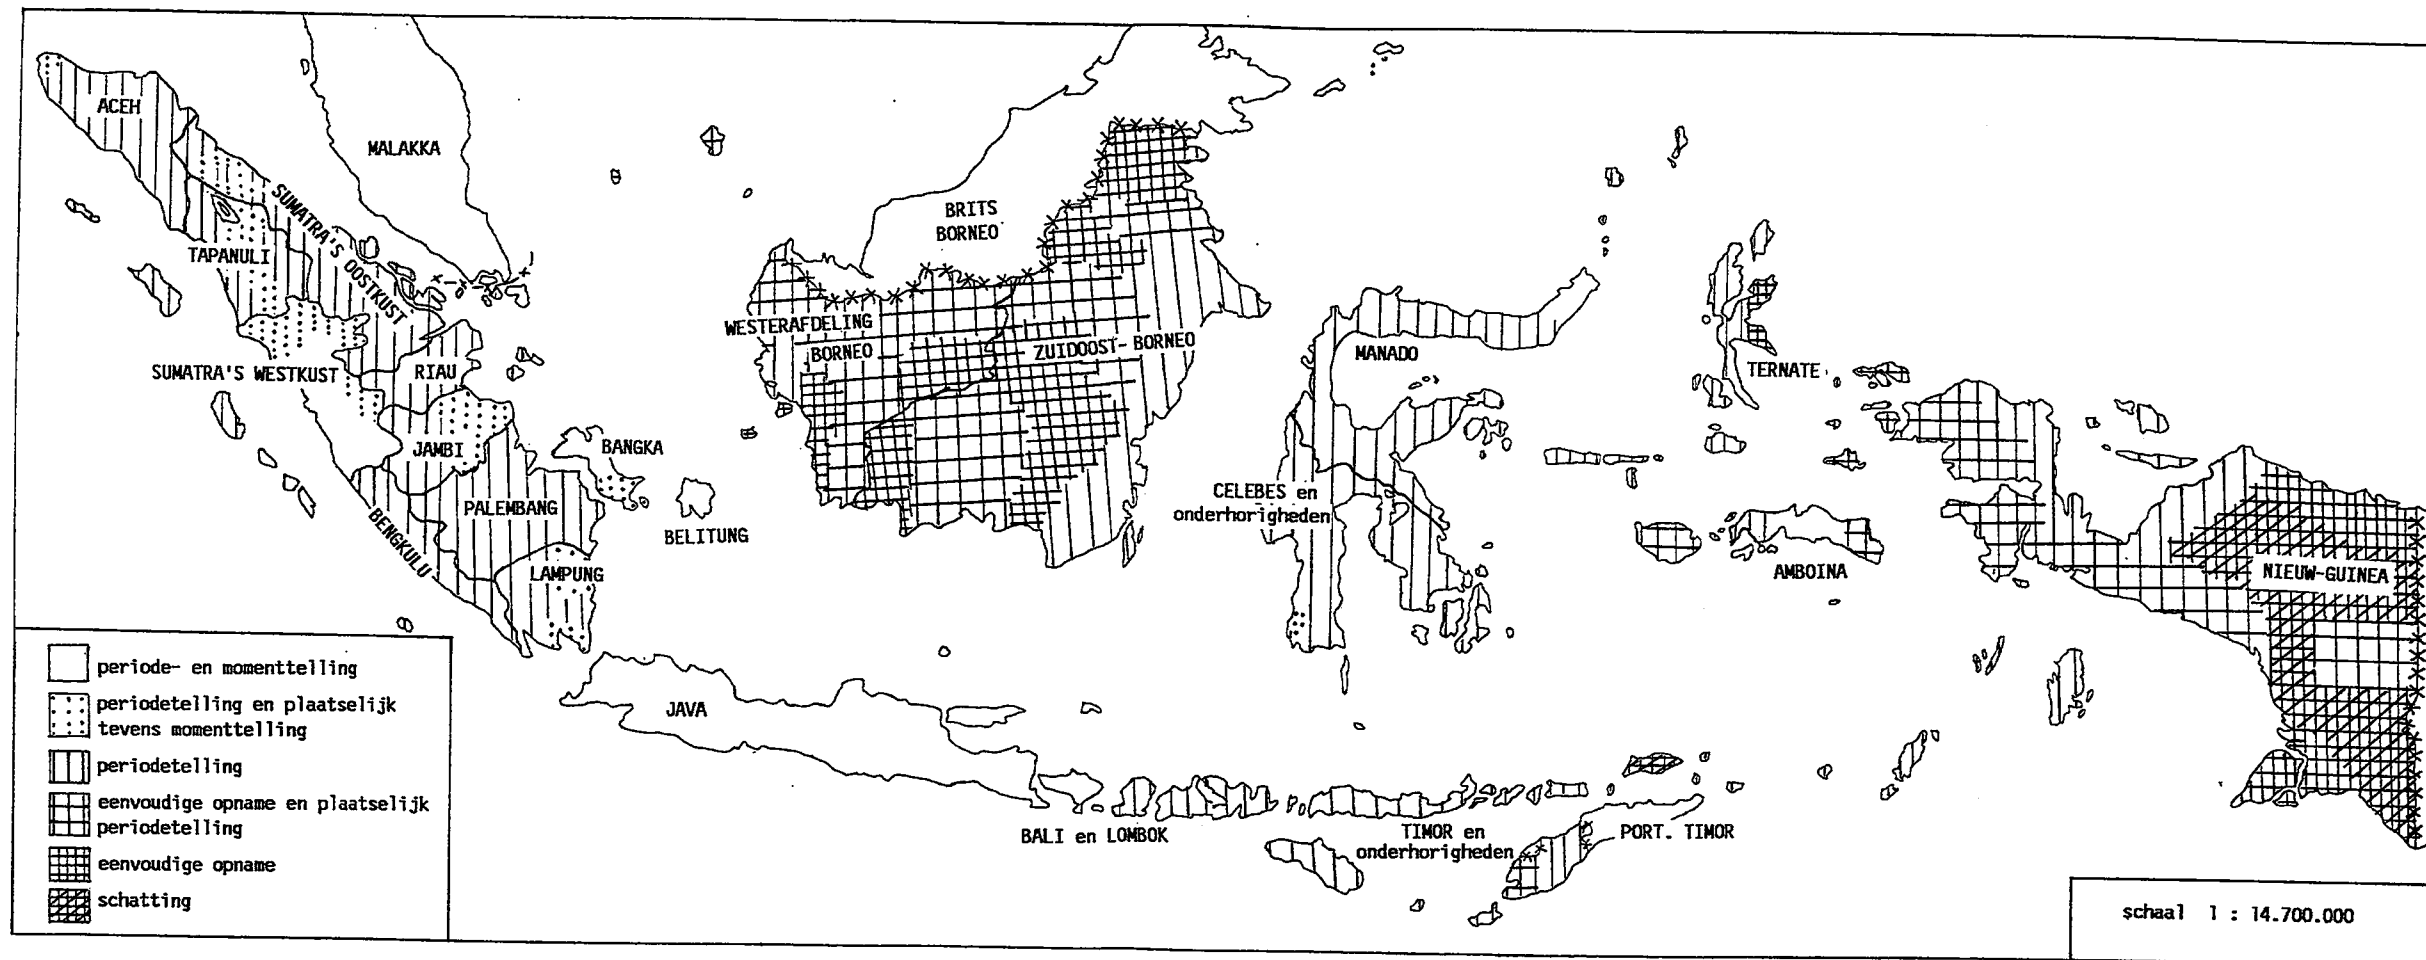 ACEH
MALAKKA
TAPANULI
SUMATRA'S OOSTKUST
SUMATRA'S WESTKUST
RIAU
JAMBI
BENGKULU
PALEMBANG
LAMPUNG
BANGKA
BELITUNG
BRITS
BORNEO
WESTERAFDELING
BORNEO
ZUIDOOST-BORNEO
MANADO
TERNATE
CELEBES en
onderhorigheden
AMBOINA
NIEUW-GUINEA
JAVA
BALI en LOMBOK
TIMOR en
onderhorigheden
PORT. TIMOR
periode- en momenttelling
periodetelling en plaatselijk
tevens momenttelling
periodetelling
eenvoudige opname en plaatselijk
periodetelling
eenvoudige opname
schatting
schaal 1 : 14.700.000